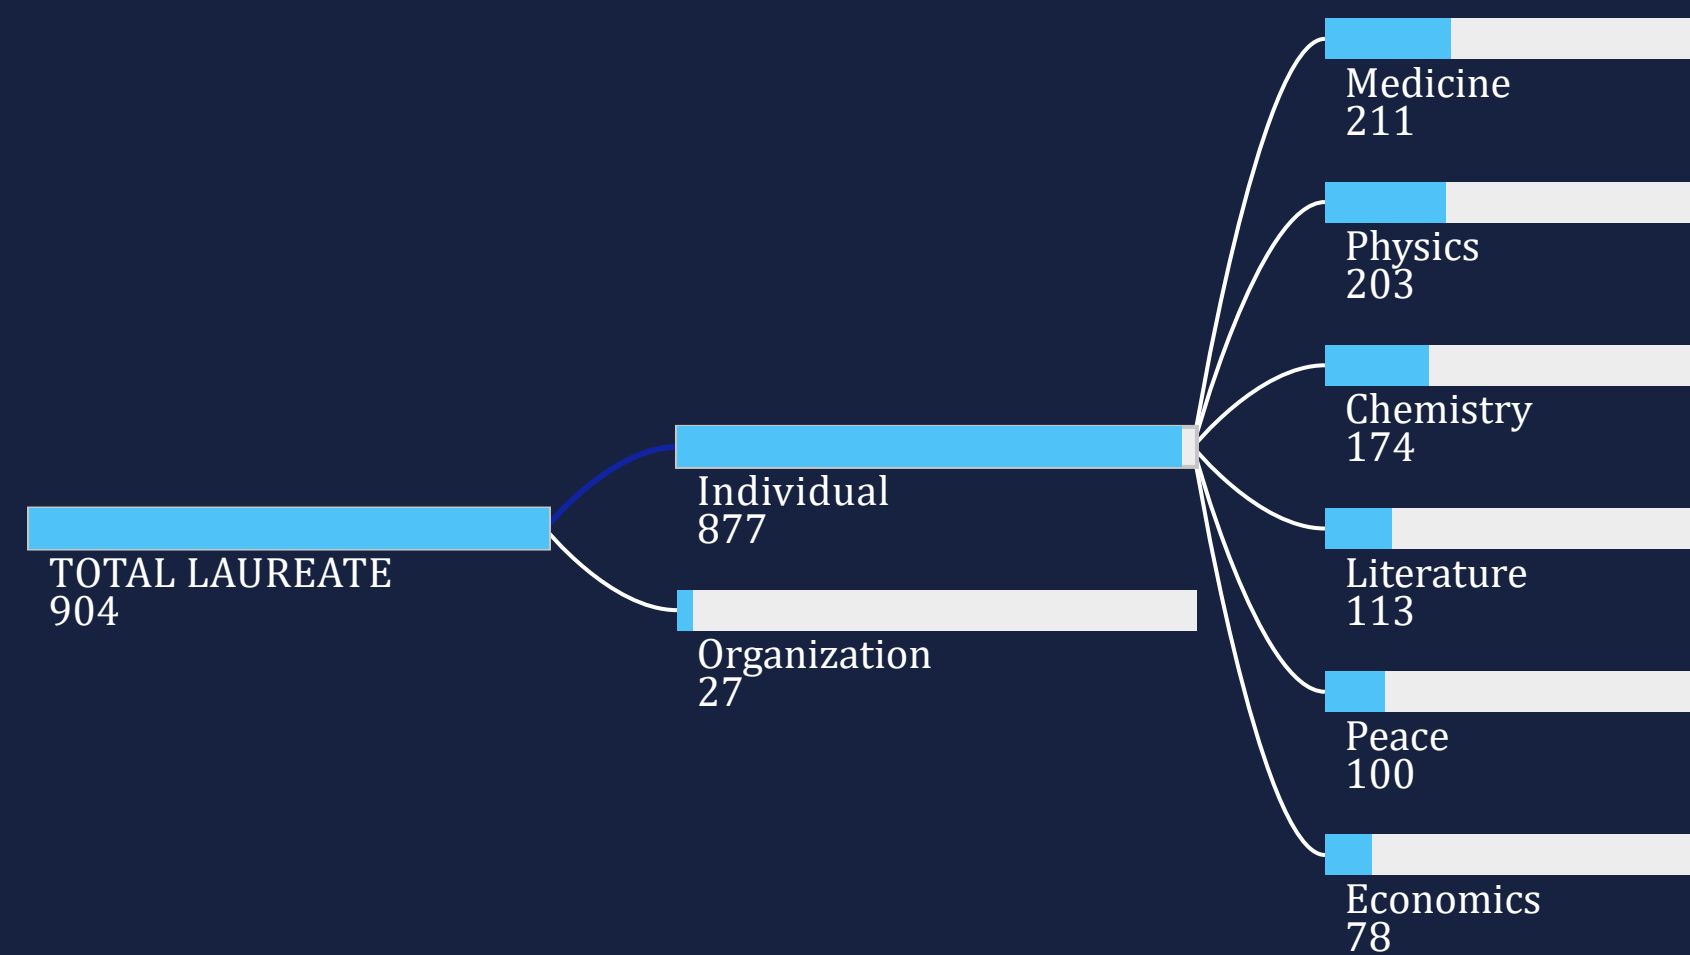 TOTAL LAUREATE
904
Individual
877
Organization
27
Medicine
211
Physics
203
Chemistry
174
Literature
113
Peace
100
Economics
78